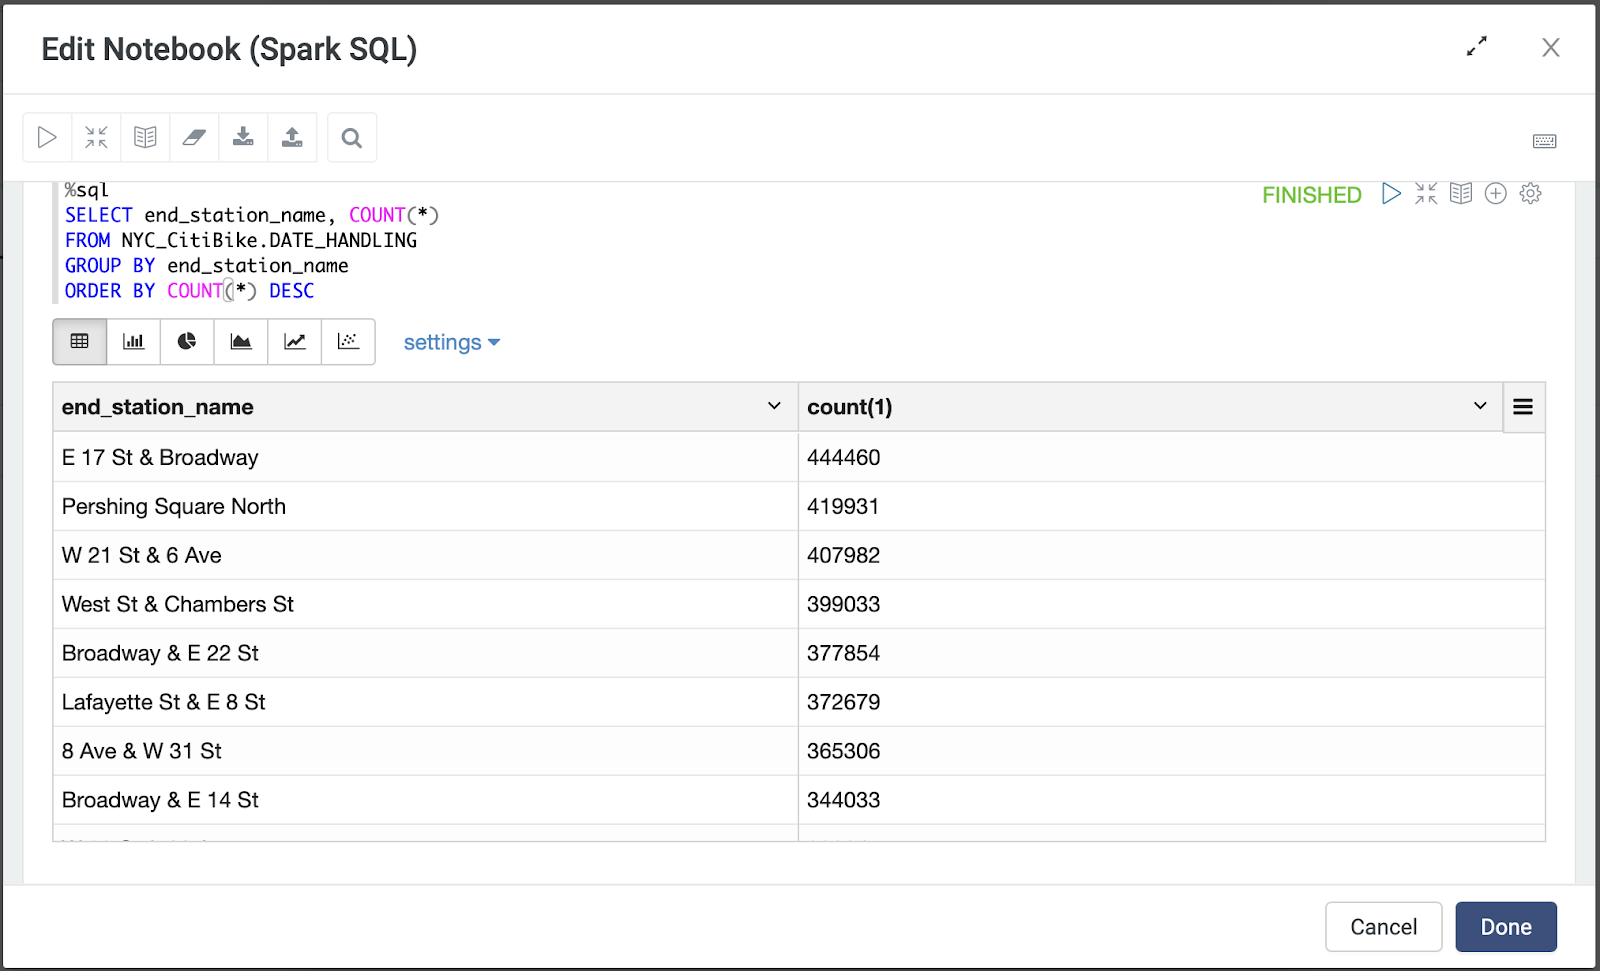 Edit Notebook (Spark SQL)
%sql
SELECT end_station_name, COUNT(*)
FROM NYC_CitiBike.DATE_HANDLING
GROUP BY end_station_name
ORDER BY COUNT(*) DESC
FINISHED
settings
end_station_name count(1)
E 17 St & Broadway 444460
Pershing Square North 419931
W 21 St & 6 Ave 407982
West St & Chambers St 399033
Broadway & E 22 St 377854
Lafayette St & E 8 St 372679
8 Ave & W 31 St 365306
Broadway & E 14 St 344033
Cancel Done